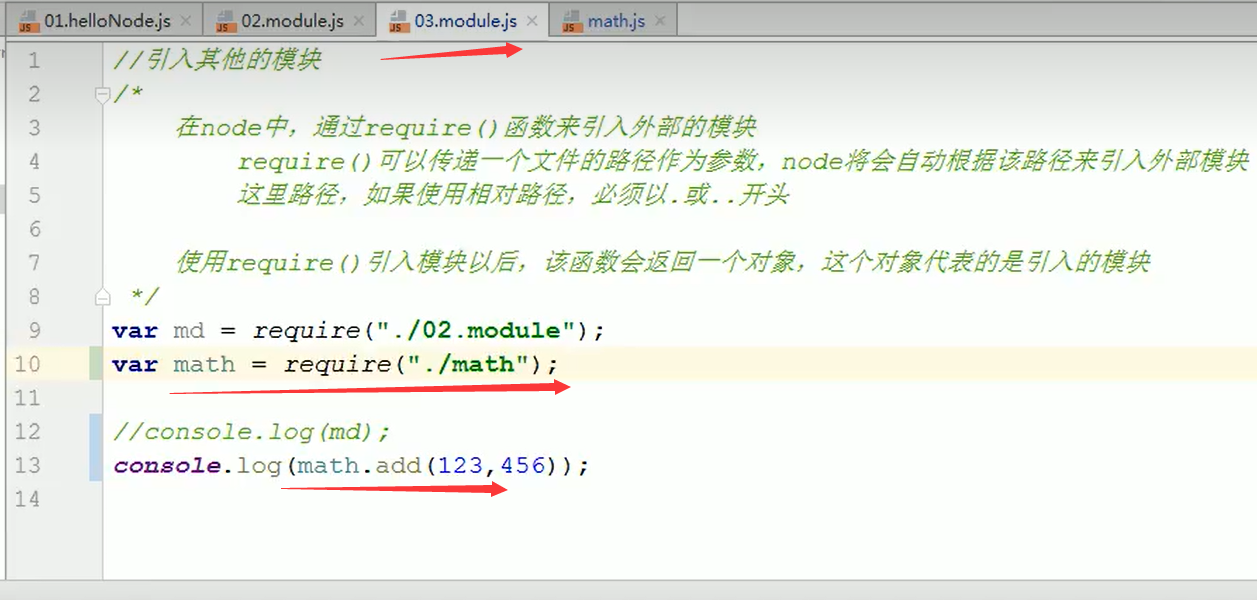 01.helloNode.js 02.module.js 03.module.js math.js
1 //引入其他的模块
2 /*
3 在node中，通过require()函数来引入外部的模块
4 require()可以传递一个文件的路径作为参数，node将会自动根据该路径来引入外部模块
5 这里路径，如果使用相对路径，必须以.或..开头
6
7 使用require()引入模块以后，该函数会返回一个对象，这个对象代表的是引入的模块
8 */
9 var md = require("./02.module");
10 var math = require("./math");
11
12 //console.log(md);
13 console.log(math.add(123,456));
14